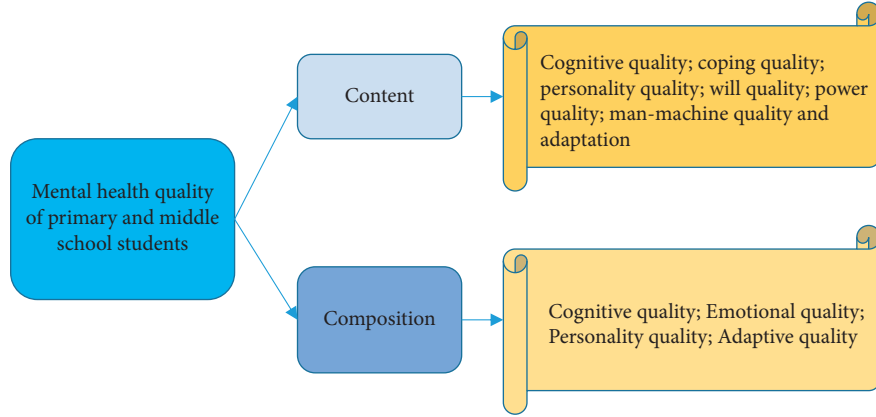 Mental health quality
of primary and middle
school students
Content
Cognitive quality; coping quality;
personality quality; will quality; power
quality; man-machine quality and
adaptation
Composition
Cognitive quality; Emotional quality;
Personality quality; Adaptive quality